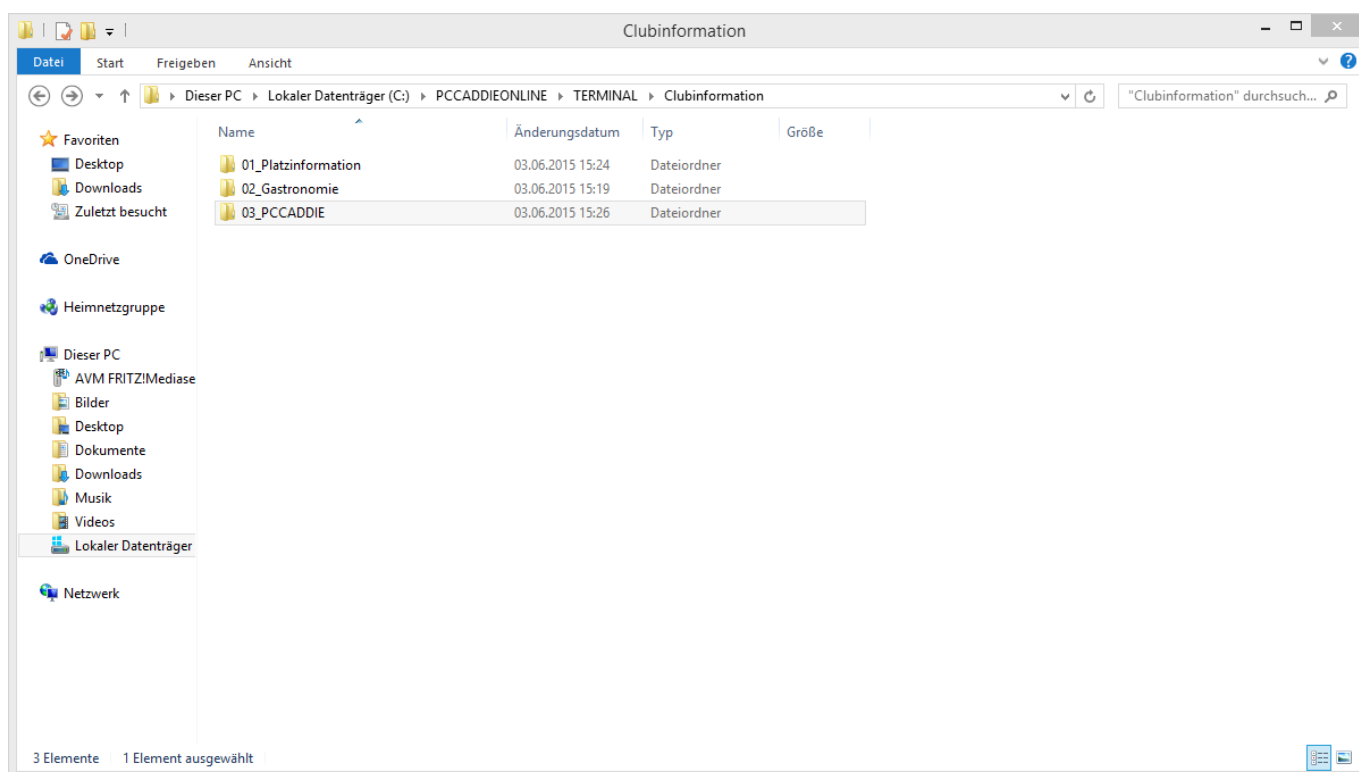 Clubinformation
Datei Start Freigeben Ansicht
Dieser PC Lokaler Datenträger (C:) PCCADDIEONLINE TERMINAL Clubinformation "Clubinformation" durchsuch...
Name Änderungsdatum Typ Größe
01_Platzinformation 03.06.2015 15:24 Dateiordner
02_Gastronomie 03.06.2015 15:19 Dateiordner
03_PCCADDIE 03.06.2015 15:26 Dateiordner
Favoriten
Desktop
Downloads
Zuletzt besucht
OneDrive
Heimnetzgruppe
Dieser PC
AVM FRITZ!Mediase
Bilder
Desktop
Dokumente
Downloads
Musik
Videos
Lokaler Datenträger
Netzwerk
3 Elemente 1 Element ausgewählt